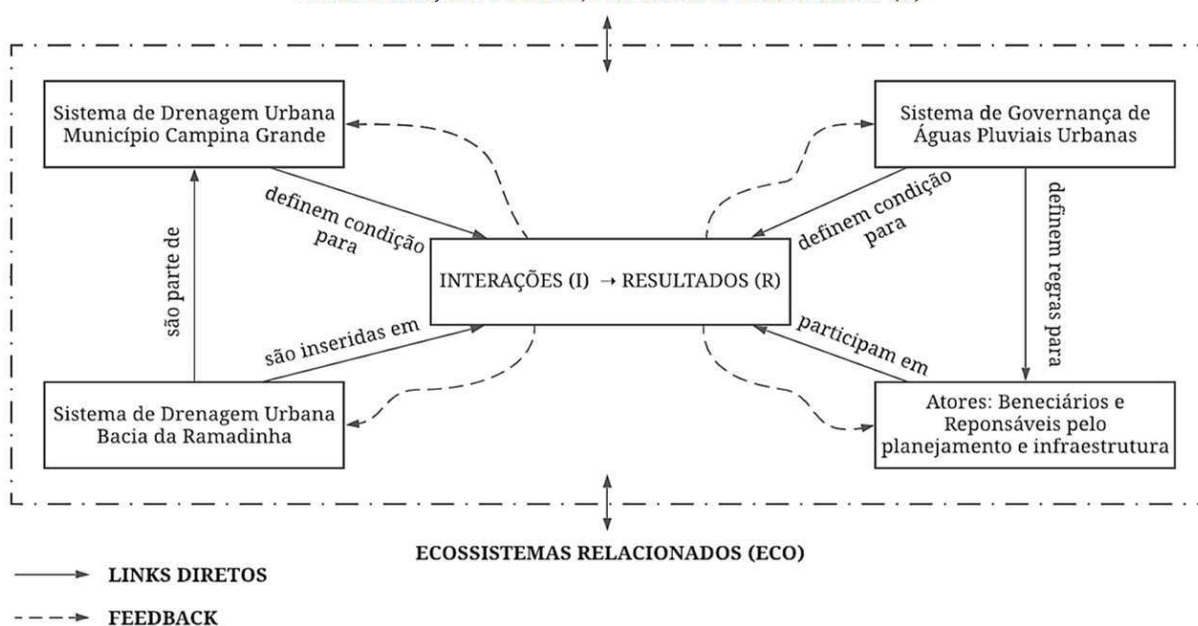 Sistema de Drenagem Urbana
Município Campina Grande
Sistema de Governança de
Águas Pluviais Urbanas
definem condição
para
definem condição
para
definem regras para
são parte de
INTERAÇÕES (I) → RESULTADOS (R)
são inseridas em
participam em
Sistema de Drenagem Urbana
Bacia da Ramadinha
Atores: Beneciários e
Reponsáveis pelo
planejamento e infraestrutura
ECOSSISTEMAS RELACIONADOS (ECO)
LINKS DIRETOS
FEEDBACK